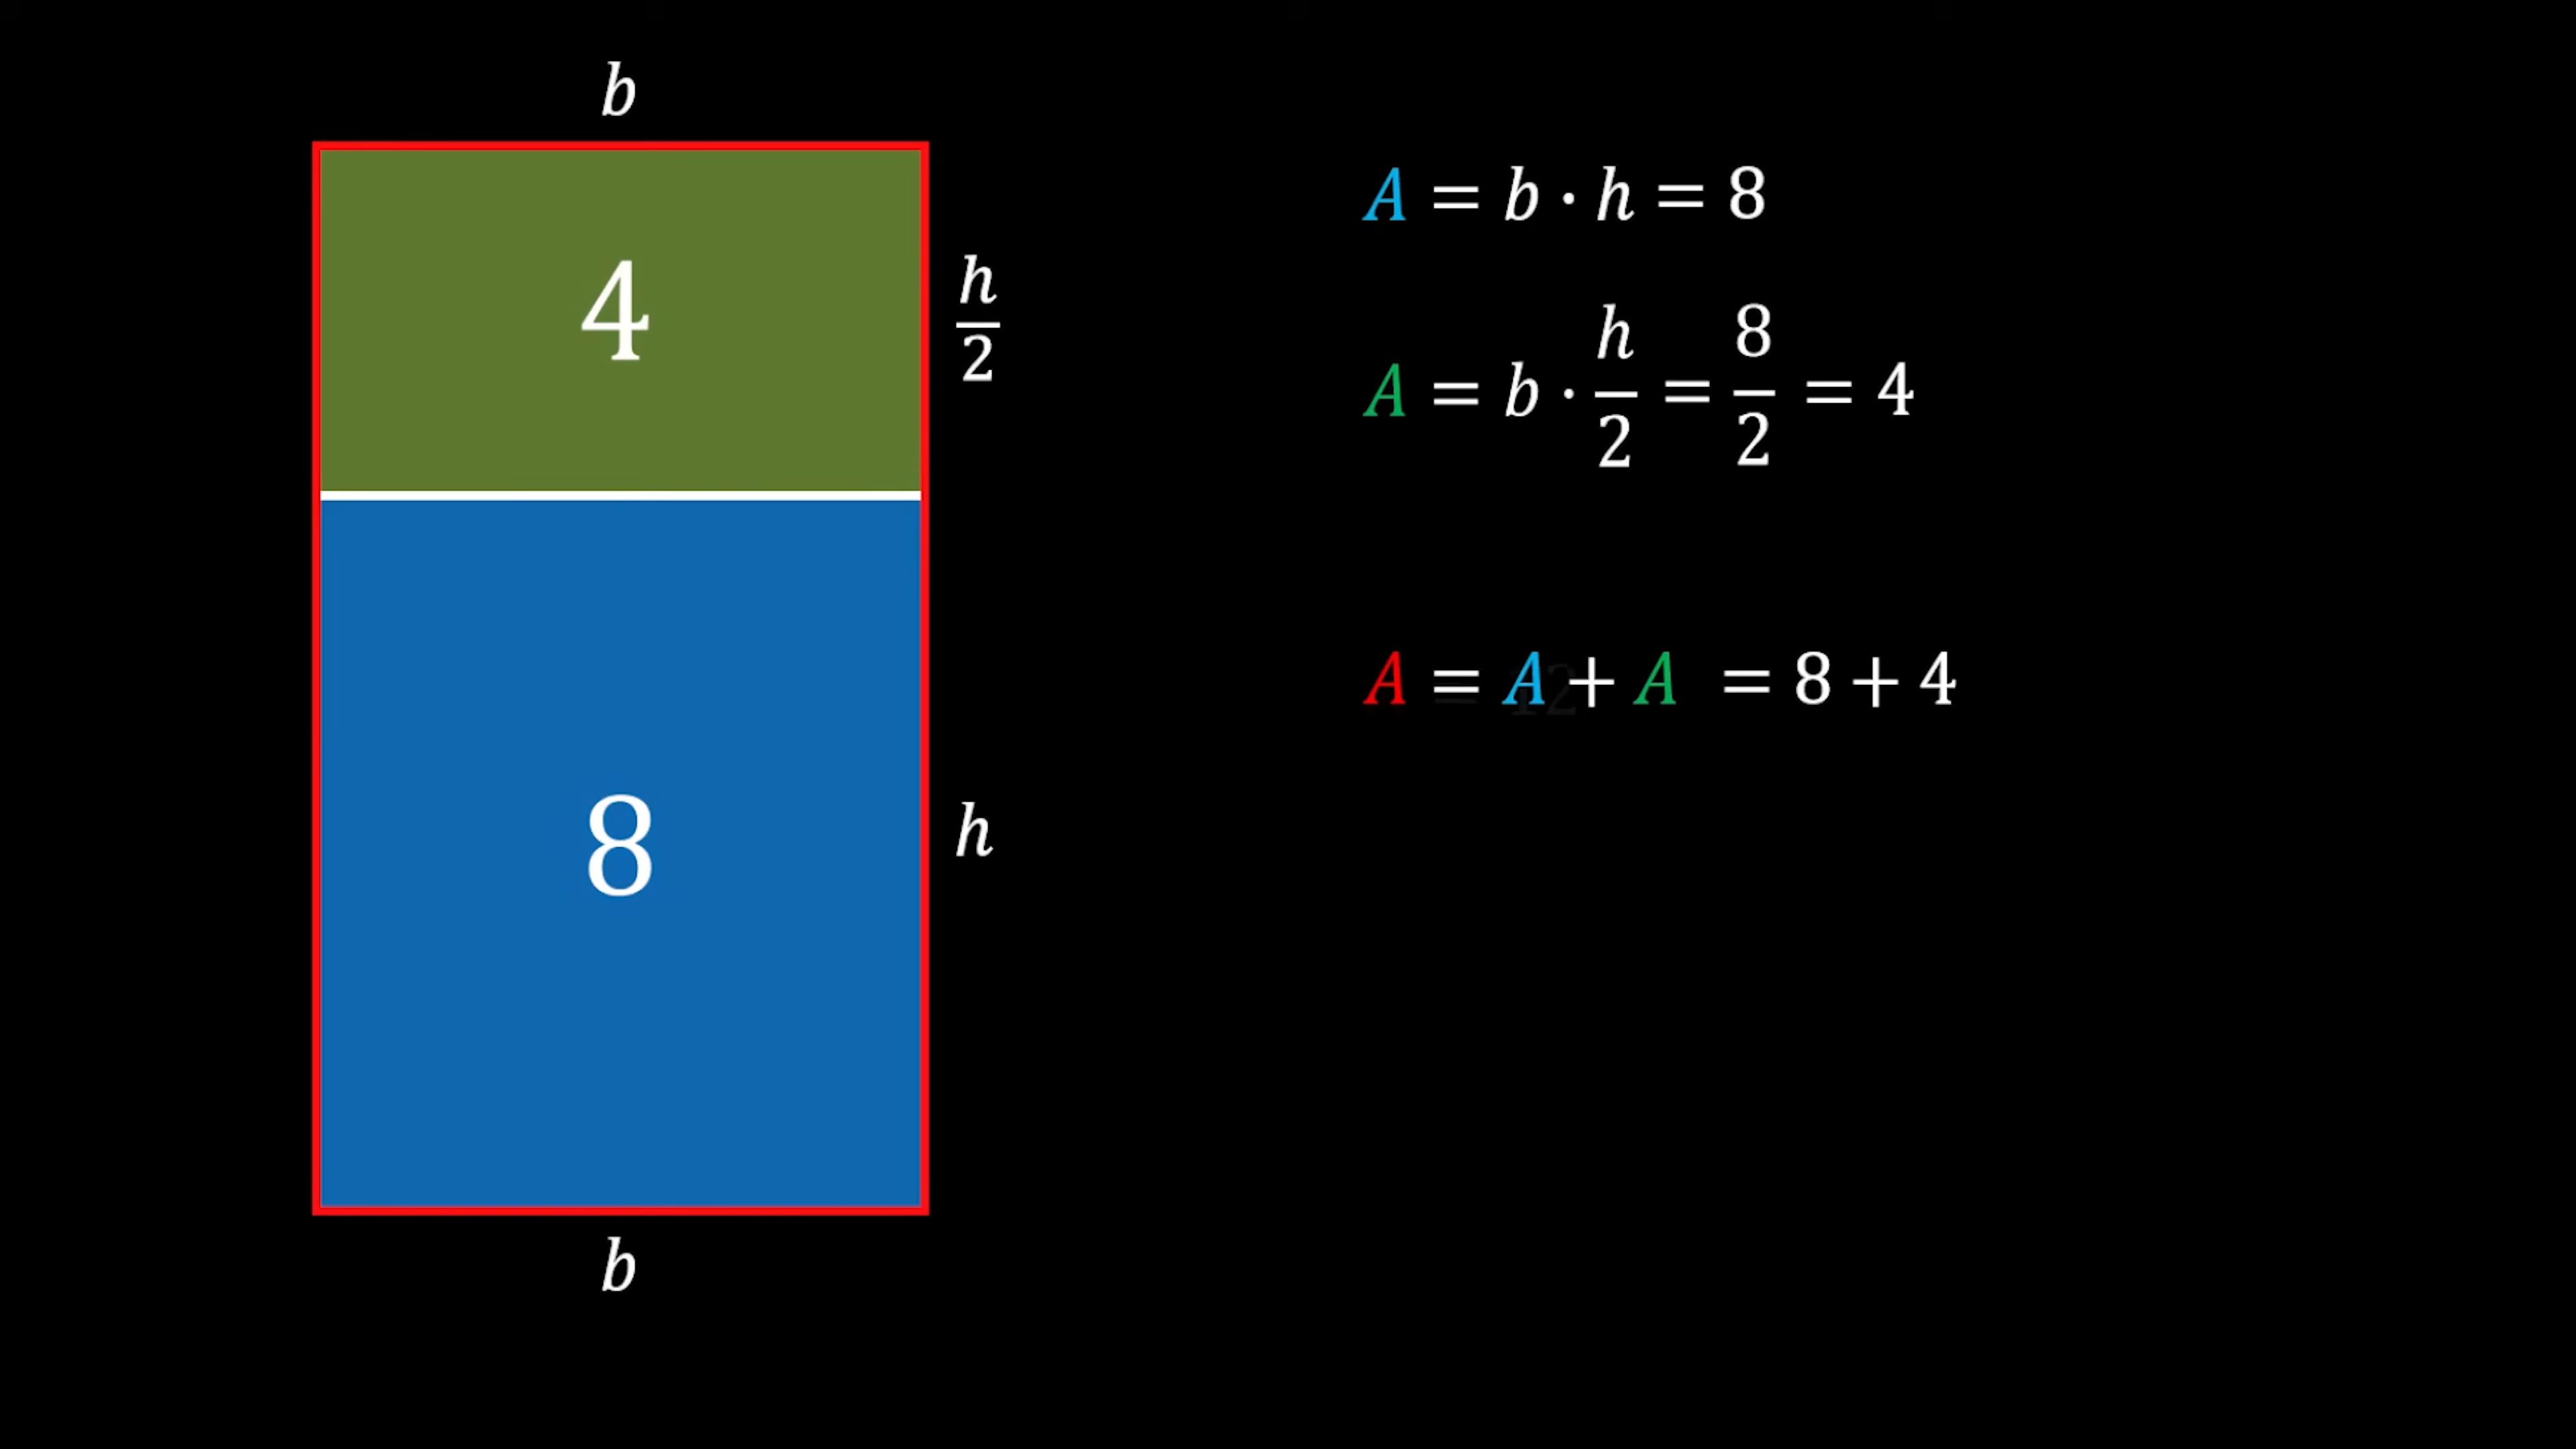 b
4
h/2
8
h
b
A = b · h = 8
A = b · h/2 = 8/2 = 4
A = A + A = 8 + 4